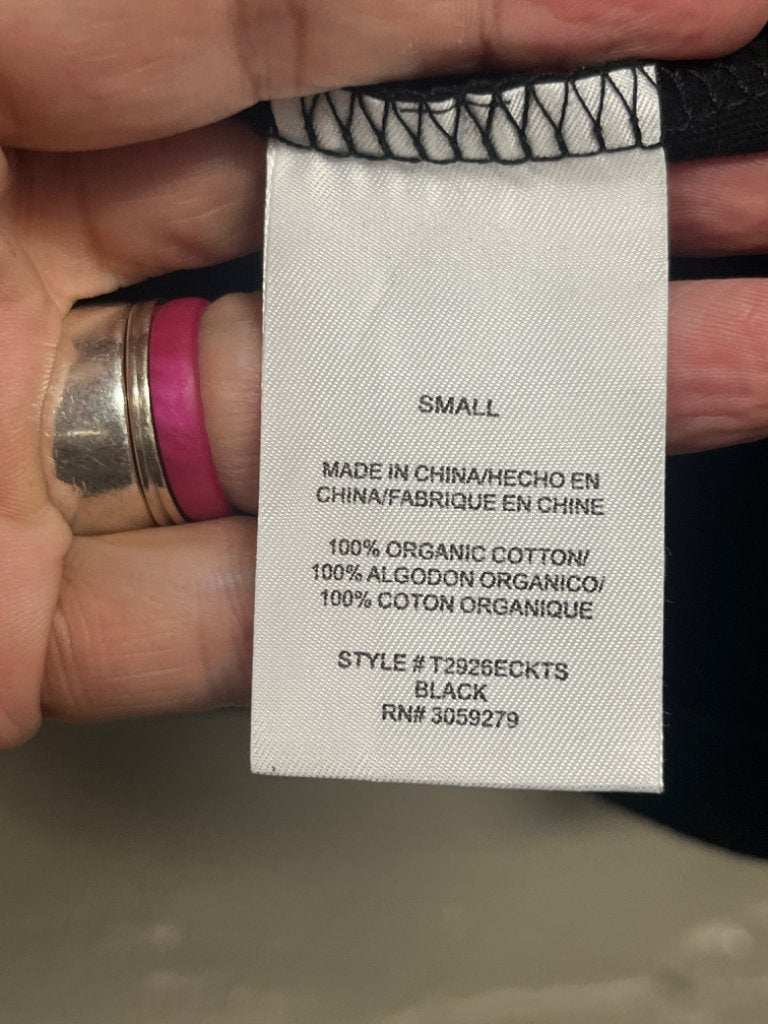 SMALL
MADE IN CHINA/HECHO EN
CHINA/FABRIQUE EN CHINE
100% ORGANIC COTTON/
100% ALGODON ORGANICO/
100% COTON ORGANIQUE
STYLE # T2926ECKTS
BLACK
RN# 3059279